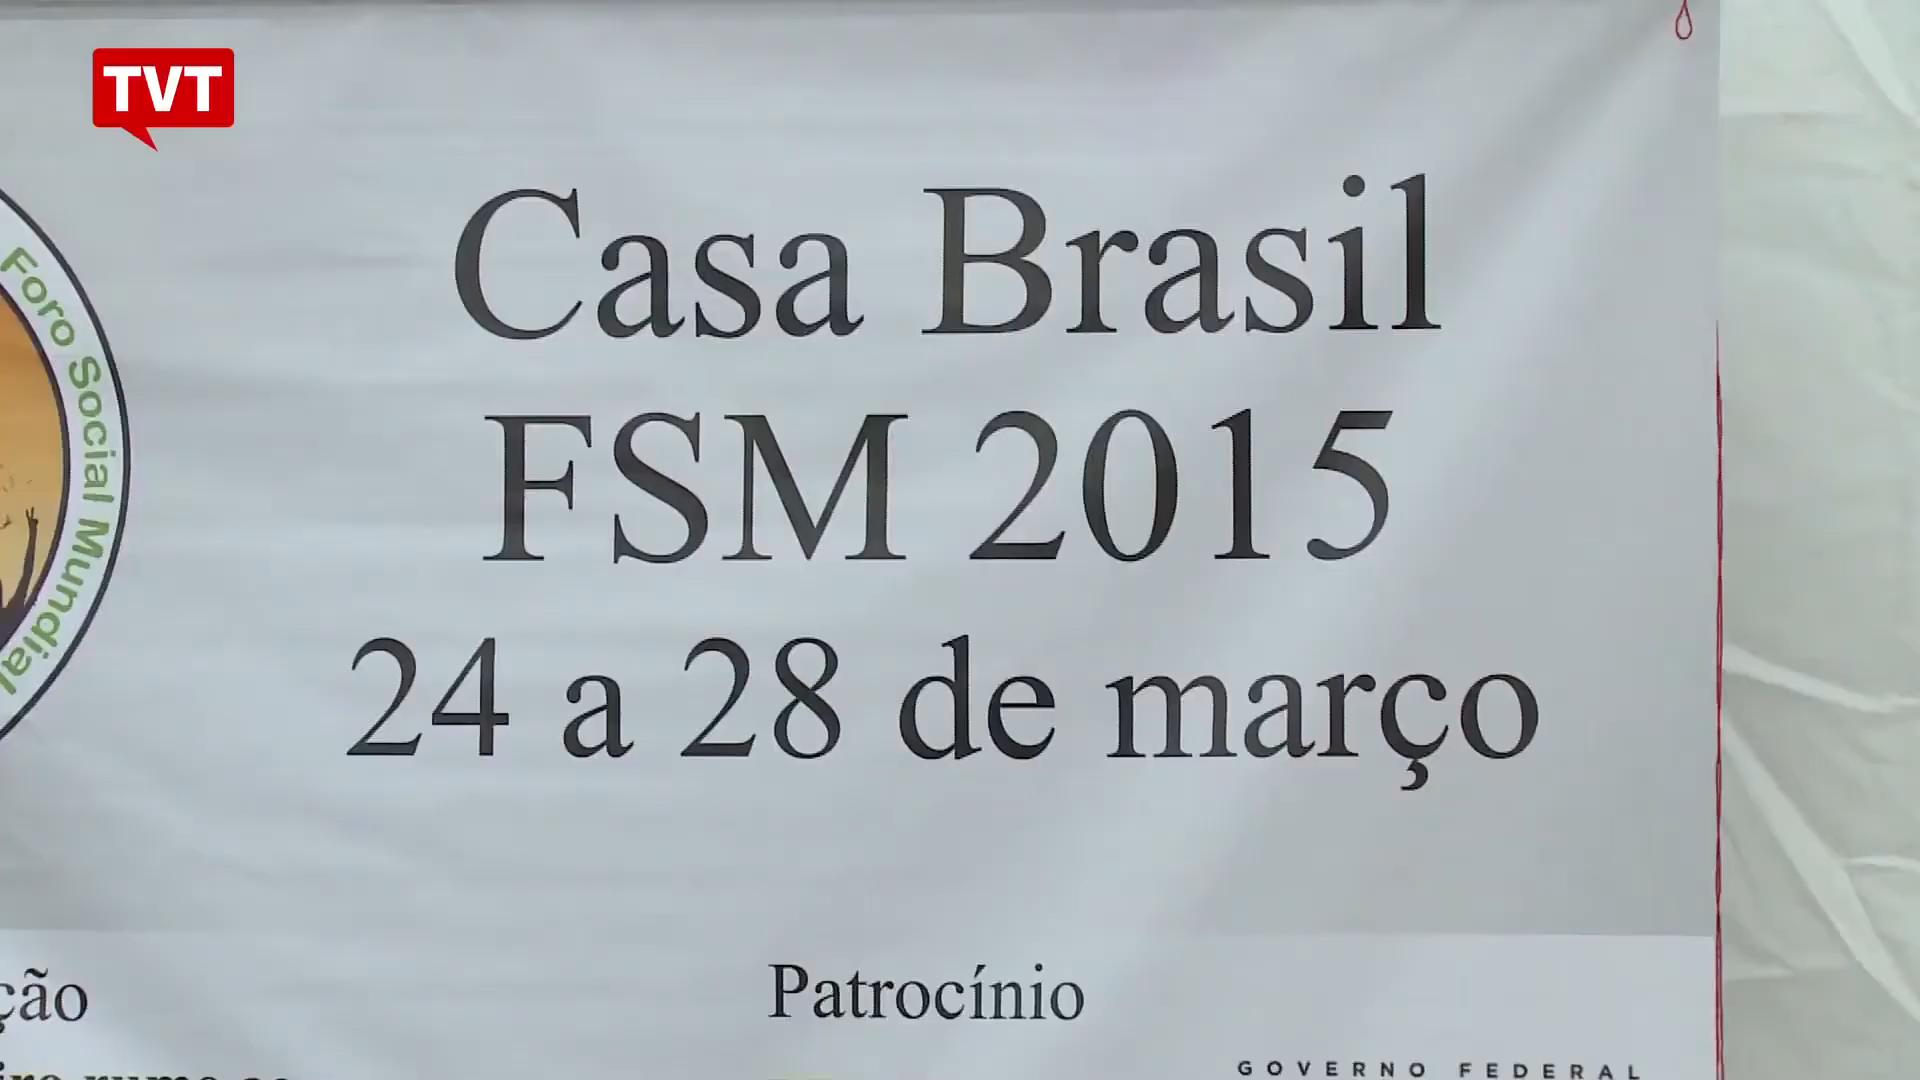 TVT
Casa Brasil
FSM 2015
24 a 28 de março
Foro Social Mundial
ção
Patrocínio
GOVERNO FEDERAL